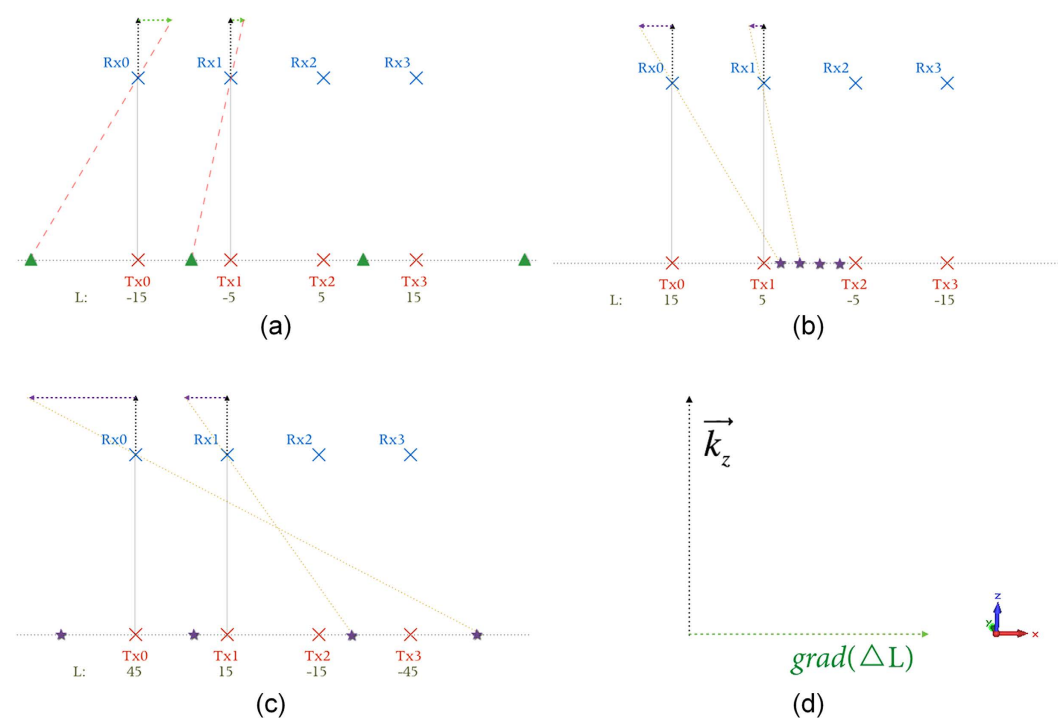 Rx0 Rx1 Rx2 Rx3
Tx0 Tx1 Tx2 Tx3
L: -15 -5 5 15
(a)
Rx0 Rx1 Rx2 Rx3
Tx0 Tx1 Tx2 Tx3
L: 15 5 -5 -15
(b)
Rx0 Rx1 Rx2 Rx3
Tx0 Tx1 Tx2 Tx3
L: 45 15 -15 -45
(c)
k_z
grad(△L)
Z
Y
X
(d)